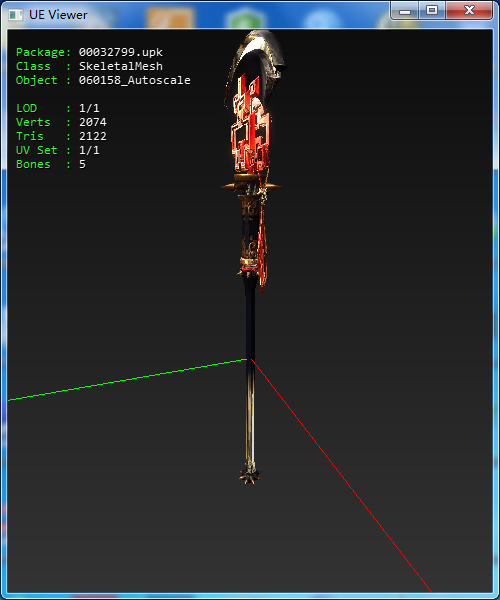 UE Viewer
Package: 00032799.upk
Class : SkeletalMesh
Object : 060158_Autoscale
LOD : 1/1
Verts : 2074
Tris : 2122
UV Set : 1/1
Bones : 5